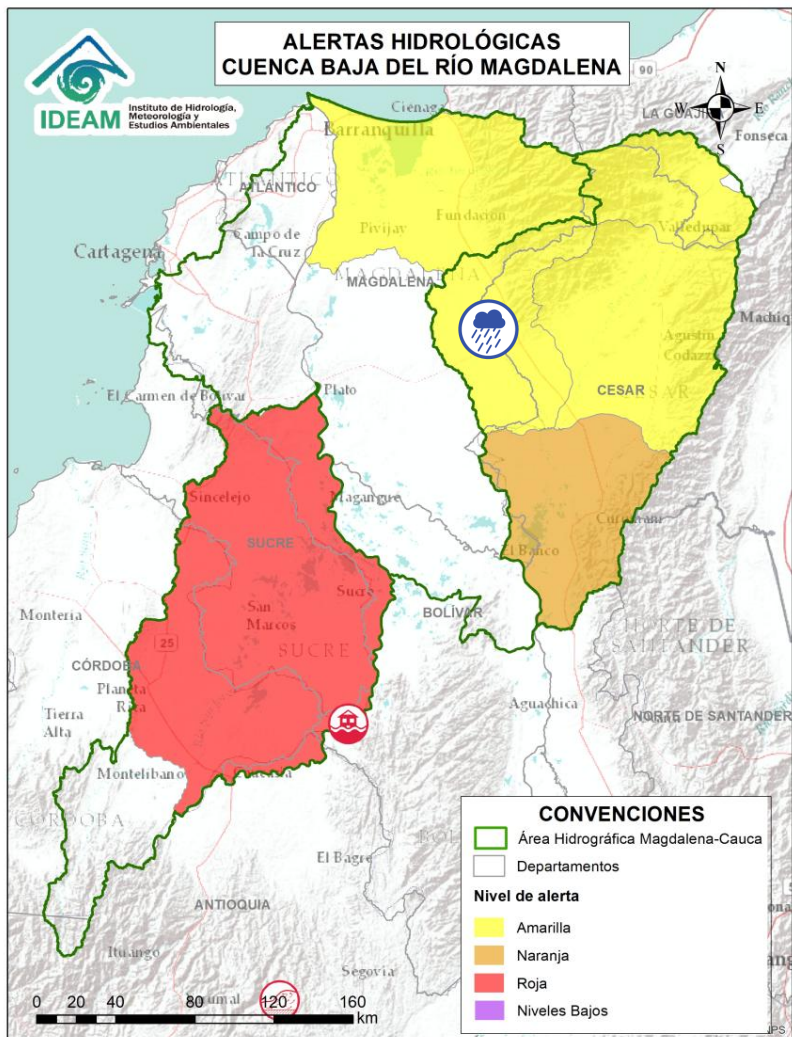 ALERTAS HIDROLÓGICAS
CUENCA BAJA DEL RÍO MAGDALENA
IDEAM
Instituto de Hidrología,
Meteorología y
Estudios Ambientales
N
W
E
S
90
Ciénaga
LA GUAJIRA
Barranquilla
Fonseca
ATLÁNTICO
Pivijay
Fundación
Valledupar
Campo de
la Cruz
Cartagena
MAGDALENA
MAGDALENA
Machiq
Agustín
Codazzi
El Carmen de Bolívar
Plato
CESAR
CESAR
Sincelejo
Magangue
Curumaní
SUCRE
El Banco
Sucre
San
Marcos
BOLÍVAR
Montería
NORTE DE
SANTANDER
25
SUCRE
CÓRDOBA
Planeta
Rica
Aguachica
Tierra
Alta
NORTE DE SANTANDER
Montelíbano
Caucasia
CÓRDOBA
El Bagre
ANTIOQUIA
Ituango
Segovia
CONVENCIONES
Área Hidrográfica Magdalena-Cauca
Departamentos
Nivel de alerta
Amarilla
Naranja
Roja
Niveles Bajos
0 20 40 80 120 160
km